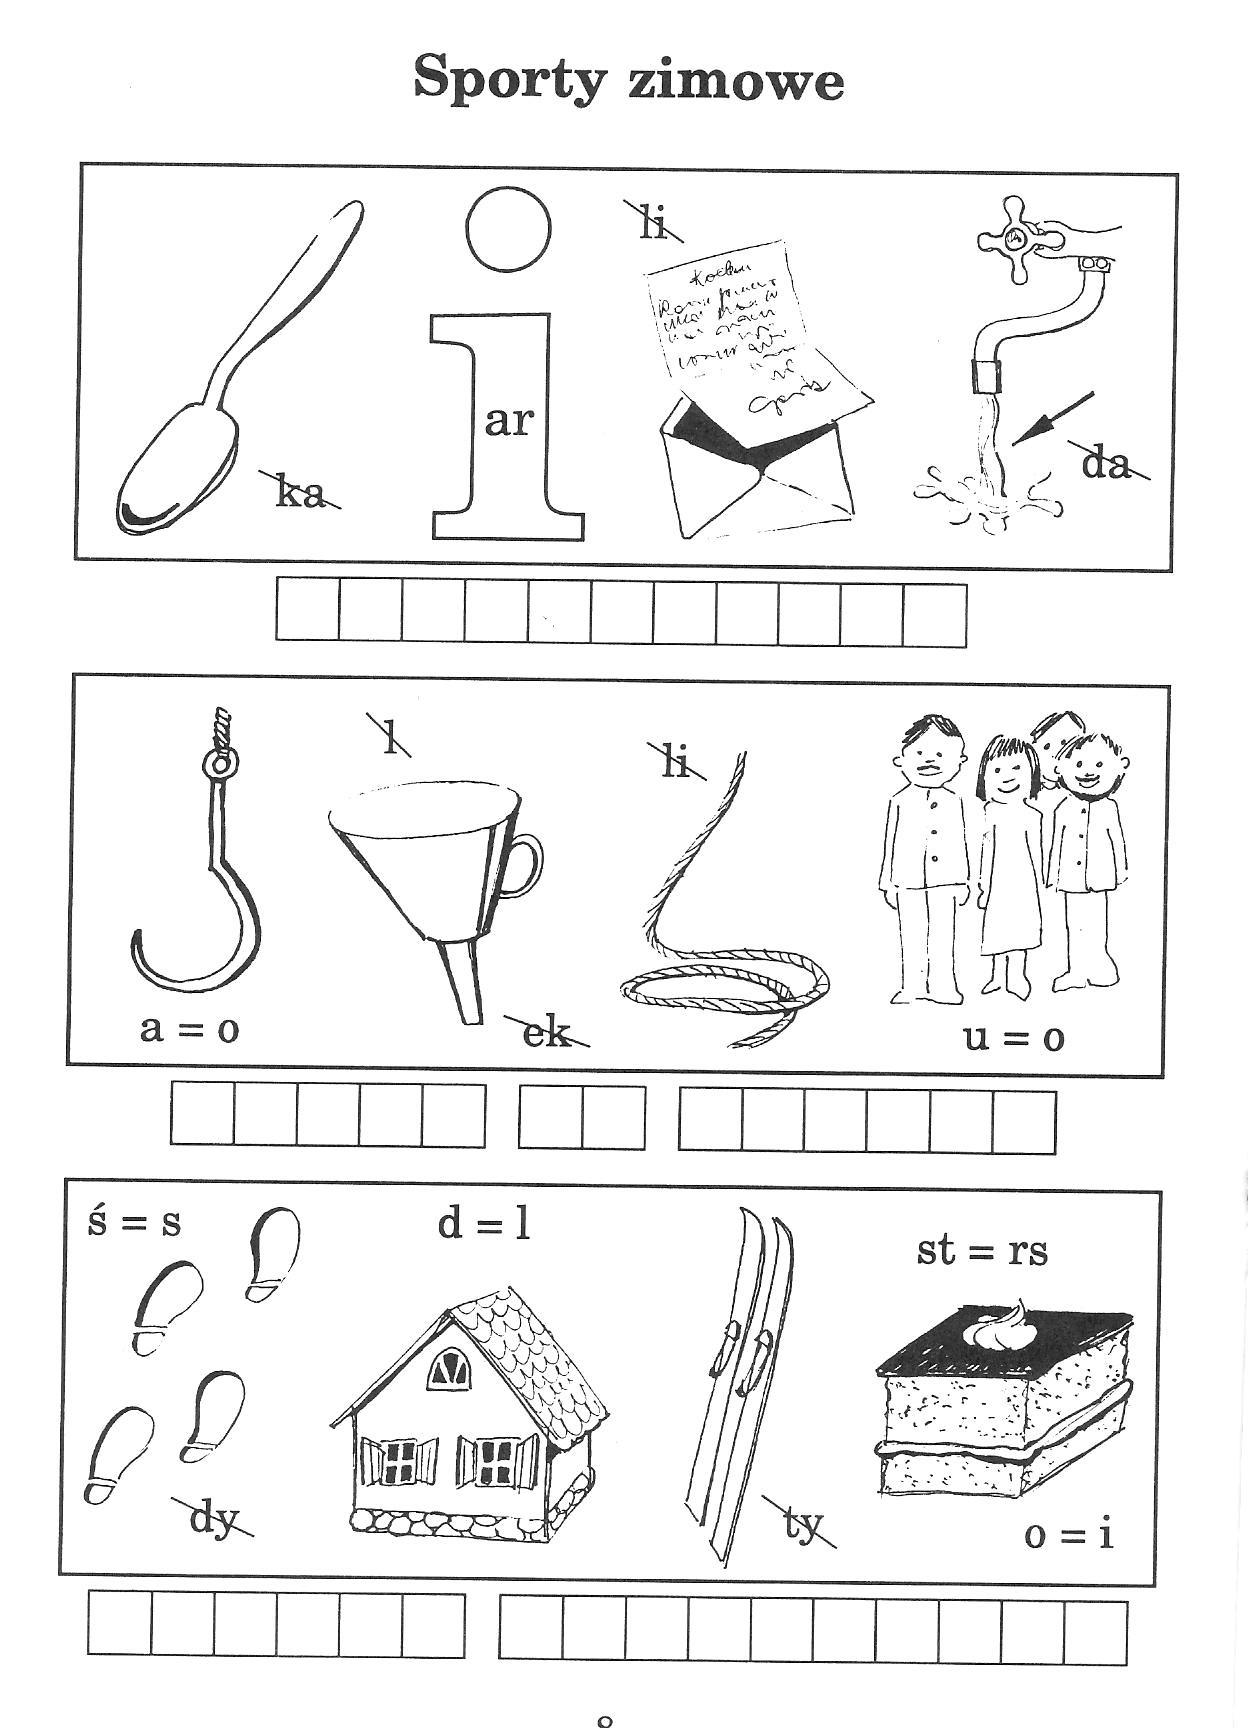 Sporty zimowe
li
i
ar
ka
da
l
li
ek
a = o
u = o
ś = s
d = l
st = rs
dy
ty
o = i